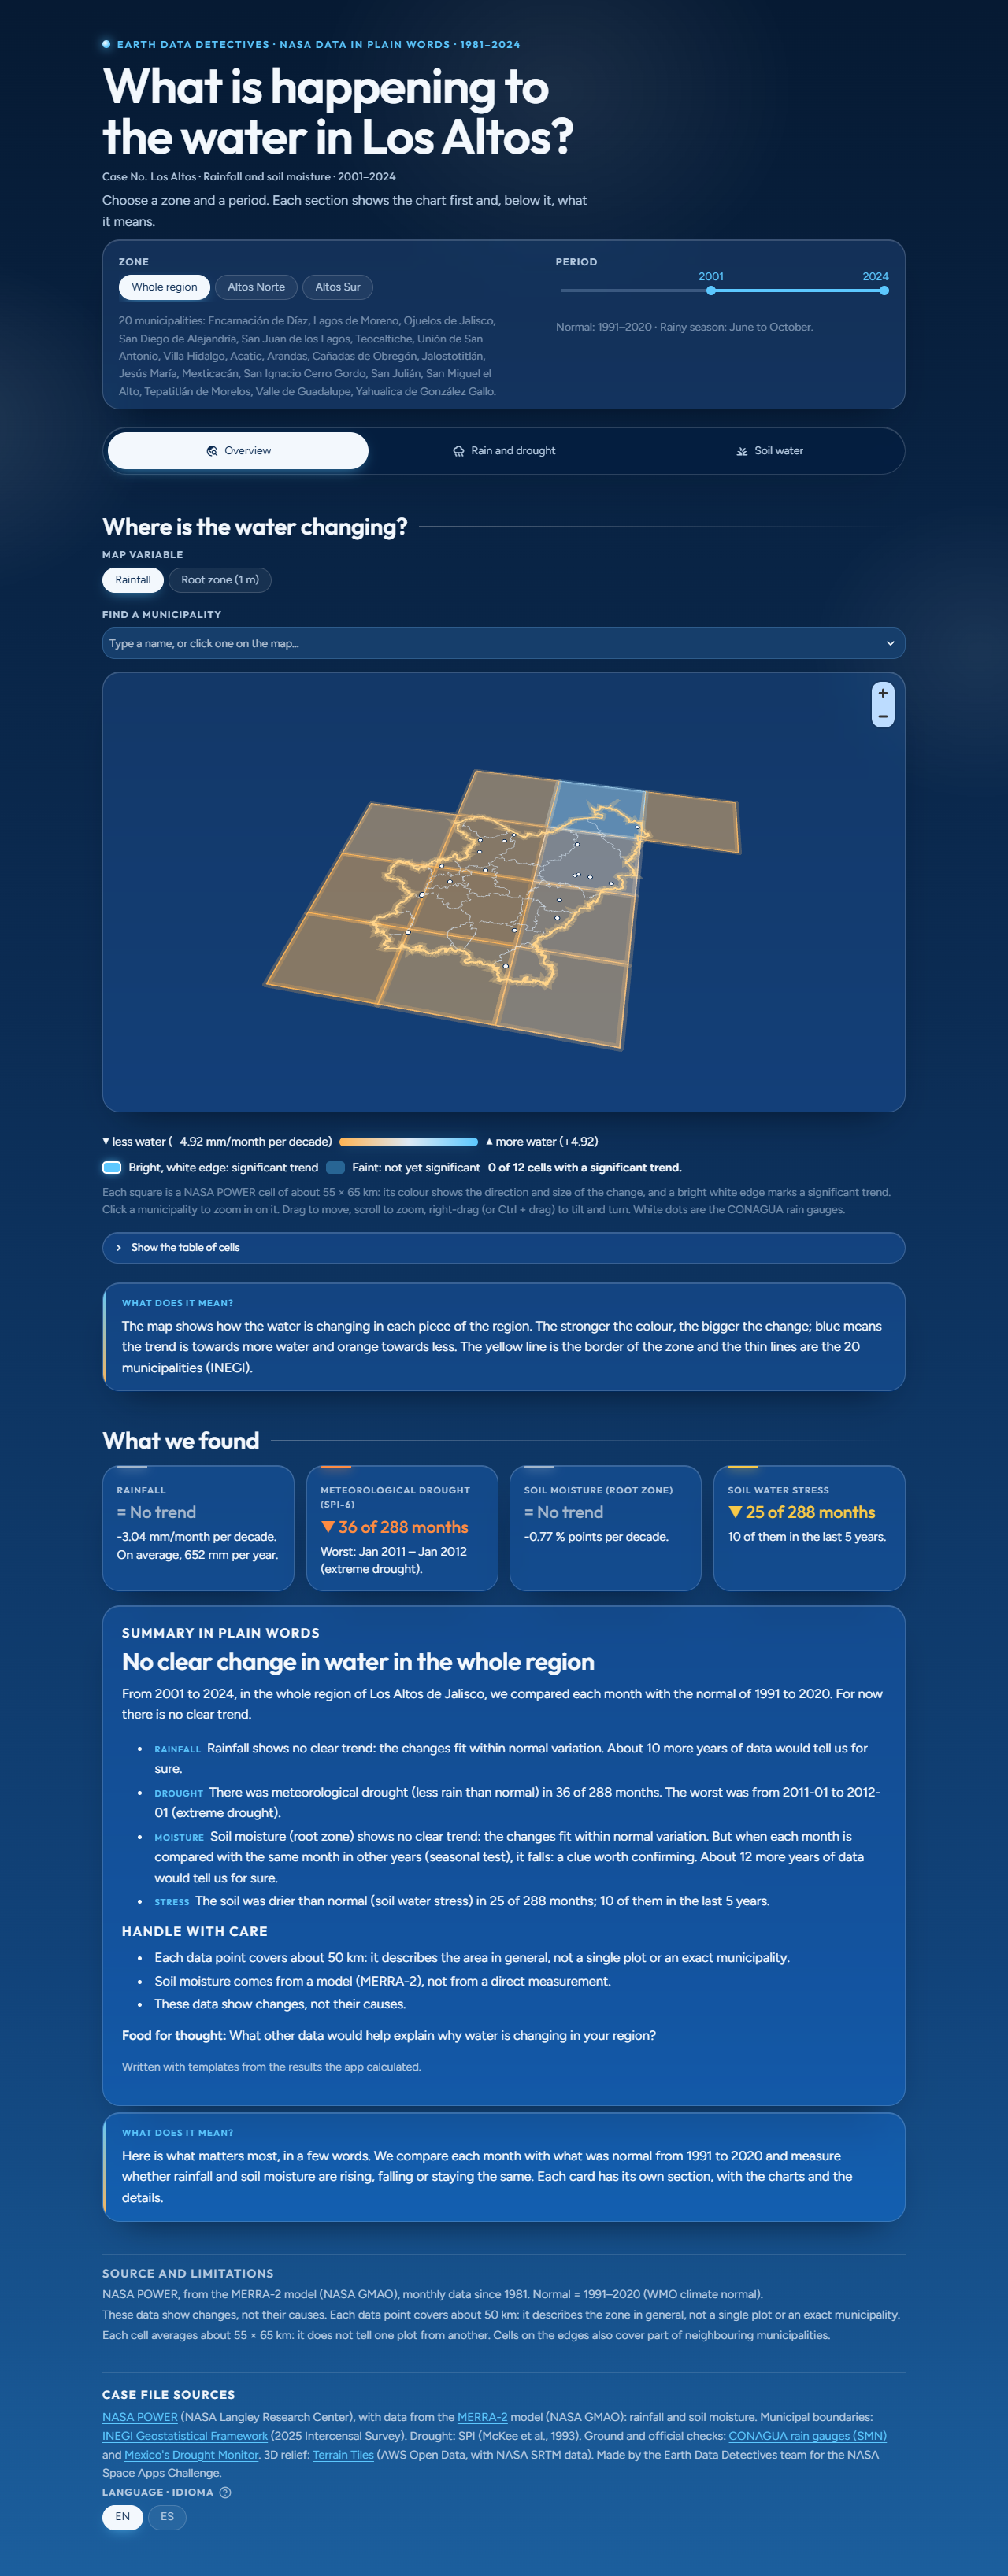 EARTH DATA DETECTIVES · NASA DATA IN PLAIN WORDS · 1981–2024
What is happening to
the water in Los Altos?
Case No. Los Altos · Rainfall and soil moisture · 2001–2024
Choose a zone and a period. Each section shows the chart first and, below it, what
it means.
ZONE
Whole region Altos Norte Altos Sur
20 municipalities: Encarnación de Díaz, Lagos de Moreno, Ojuelos de Jalisco,
San Diego de Alejandría, San Juan de los Lagos, Teocaltiche, Unión de San
Antonio, Villa Hidalgo, Acatic, Arandas, Cañadas de Obregón, Jalostotitlán,
Jesús María, Mexticacán, San Ignacio Cerro Gordo, San Julián, San Miguel el
Alto, Tepatitlán de Morelos, Valle de Guadalupe, Yahualica de González Gallo.
PERIOD
2001 2024
Normal: 1991–2020 · Rainy season: June to October.
Overview Rain and drought Soil water
Where is the water changing?
MAP VARIABLE
Rainfall Root zone (1 m)
FIND A MUNICIPALITY
Type a name, or click one on the map...
+
−
▼ less water (−4.92 mm/month per decade) ▲ more water (+4.92)
Bright, white edge: significant trend Faint: not yet significant 0 of 12 cells with a significant trend.
Each square is a NASA POWER cell of about 55 × 65 km: its colour shows the direction and size of the change, and a bright white edge marks a significant trend.
Click a municipality to zoom in on it. Drag to move, scroll to zoom, right-drag (or Ctrl + drag) to tilt and turn. White dots are the CONAGUA rain gauges.
Show the table of cells
WHAT DOES IT MEAN?
The map shows how the water is changing in each piece of the region. The stronger the colour, the bigger the change; blue means
the trend is towards more water and orange towards less. The yellow line is the border of the zone and the thin lines are the 20
municipalities (INEGI).
What we found
RAINFALL
= No trend
-3.04 mm/month per decade.
On average, 652 mm per year.
METEOROLOGICAL DROUGHT
(SPI-6)
▼ 36 of 288 months
Worst: Jan 2011 – Jan 2012
(extreme drought).
SOIL MOISTURE (ROOT ZONE)
= No trend
-0.77 % points per decade.
SOIL WATER STRESS
▼ 25 of 288 months
10 of them in the last 5 years.
SUMMARY IN PLAIN WORDS
No clear change in water in the whole region
From 2001 to 2024, in the whole region of Los Altos de Jalisco, we compared each month with the normal of 1991 to 2020. For now
there is no clear trend.
• RAINFALL Rainfall shows no clear trend: the changes fit within normal variation. About 10 more years of data would tell us for
sure.
• DROUGHT There was meteorological drought (less rain than normal) in 36 of 288 months. The worst was from 2011-01 to 2012-
01 (extreme drought).
• MOISTURE Soil moisture (root zone) shows no clear trend: the changes fit within normal variation. But when each month is
compared with the same month in other years (seasonal test), it falls: a clue worth confirming. About 12 more years of data
would tell us for sure.
• STRESS The soil was drier than normal (soil water stress) in 25 of 288 months; 10 of them in the last 5 years.
HANDLE WITH CARE
• Each data point covers about 50 km: it describes the area in general, not a single plot or an exact municipality.
• Soil moisture comes from a model (MERRA-2), not from a direct measurement.
• These data show changes, not their causes.
Food for thought: What other data would help explain why water is changing in your region?
Written with templates from the results the app calculated.
WHAT DOES IT MEAN?
Here is what matters most, in a few words. We compare each month with what was normal from 1991 to 2020 and measure
whether rainfall and soil moisture are rising, falling or staying the same. Each card has its own section, with the charts and the
details.
SOURCE AND LIMITATIONS
NASA POWER, from the MERRA-2 model (NASA GMAO), monthly data since 1981. Normal = 1991–2020 (WMO climate normal).
These data show changes, not their causes. Each data point covers about 50 km: it describes the zone in general, not a single plot or an exact municipality.
Each cell averages about 55 × 65 km: it does not tell one plot from another. Cells on the edges also cover part of neighbouring municipalities.
CASE FILE SOURCES
NASA POWER (NASA Langley Research Center), with data from the MERRA-2 model (NASA GMAO): rainfall and soil moisture. Municipal boundaries:
INEGI Geostatistical Framework (2025 Intercensal Survey). Drought: SPI (McKee et al., 1993). Ground and official checks: CONAGUA rain gauges (SMN)
and Mexico's Drought Monitor. 3D relief: Terrain Tiles (AWS Open Data, with NASA SRTM data). Made by the Earth Data Detectives team for the NASA
Space Apps Challenge.
LANGUAGE · IDIOMA ?
EN ES